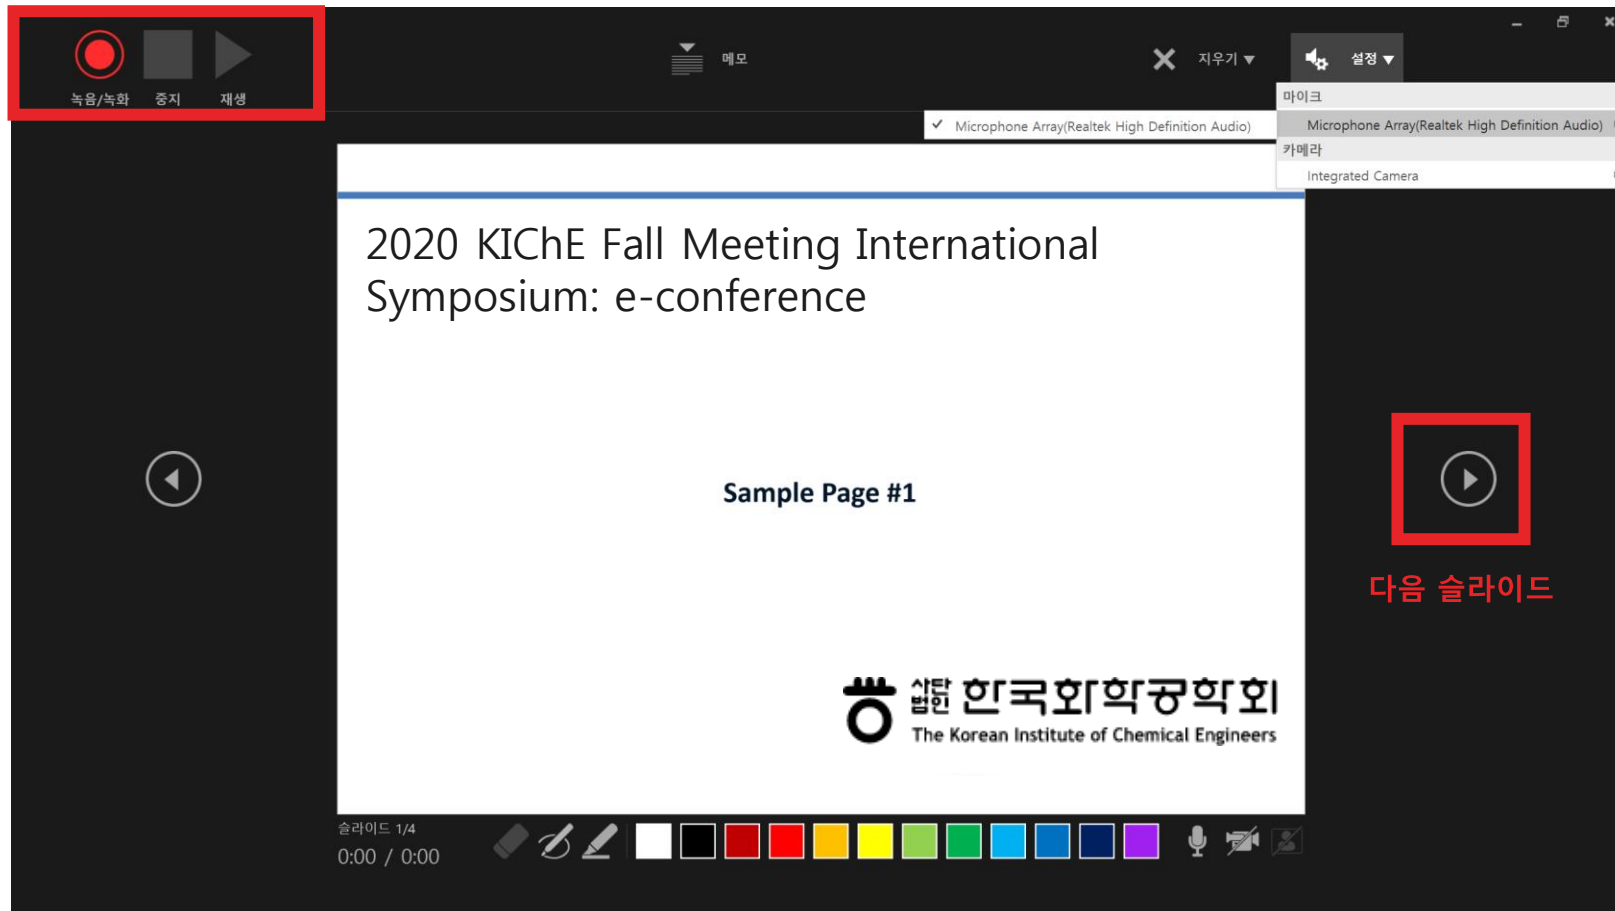 녹음/녹화 중지 재생
메모
지우기
설정
마이크
Microphone Array(Realtek High Definition Audio)
Microphone Array(Realtek High Definition Audio)
카메라
Integrated Camera
2020 KIChE Fall Meeting International
Symposium: e-conference
Sample Page #1
다음 슬라이드
사단법인 한국화학공학회
The Korean Institute of Chemical Engineers
슬라이드 1/4
0:00 / 0:00